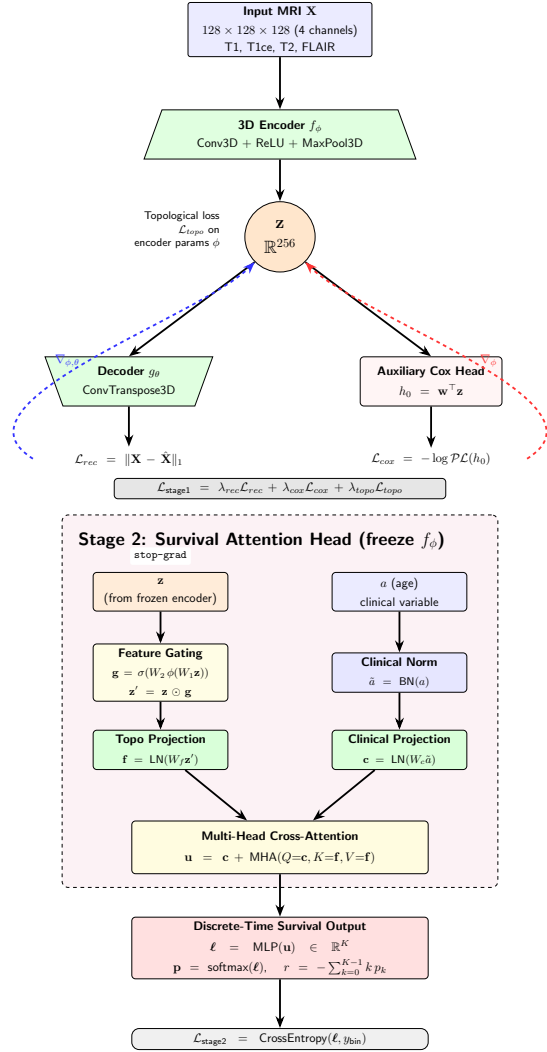 Input MRI X
128 × 128 × 128 (4 channels)
T1, T1ce, T2, FLAIR
3D Encoder f_ϕ
Conv3D + ReLU + MaxPool3D
Topological loss
ℒ_topo on
encoder params ϕ
z
ℝ^256
∇_ϕ,θ
∇_ϕ
Decoder g_θ
ConvTranspose3D
Auxiliary Cox Head
h_0 = w^⊤z
ℒ_rec = ‖X − X̂‖_1
ℒ_cox = −log 𝒫ℒ(h_0)
ℒ_stage1 = λ_rec ℒ_rec + λ_cox ℒ_cox + λ_topo ℒ_topo
Stage 2: Survival Attention Head (freeze f_ϕ)
stop-grad
z
(from frozen encoder)
a (age)
clinical variable
Feature Gating
g = σ(W_2 ϕ(W_1 z))
z′ = z ⊙ g
Clinical Norm
ã = BN(a)
Topo Projection
f = LN(W_f z′)
Clinical Projection
c = LN(W_c ã)
Multi-Head Cross-Attention
u = c + MHA(Q=c, K=f, V=f)
Discrete-Time Survival Output
ℓ = MLP(u) ∈ ℝ^K
p = softmax(ℓ), r = −∑_{k=0}^{K−1} k p_k
ℒ_stage2 = CrossEntropy(ℓ, y_bin)